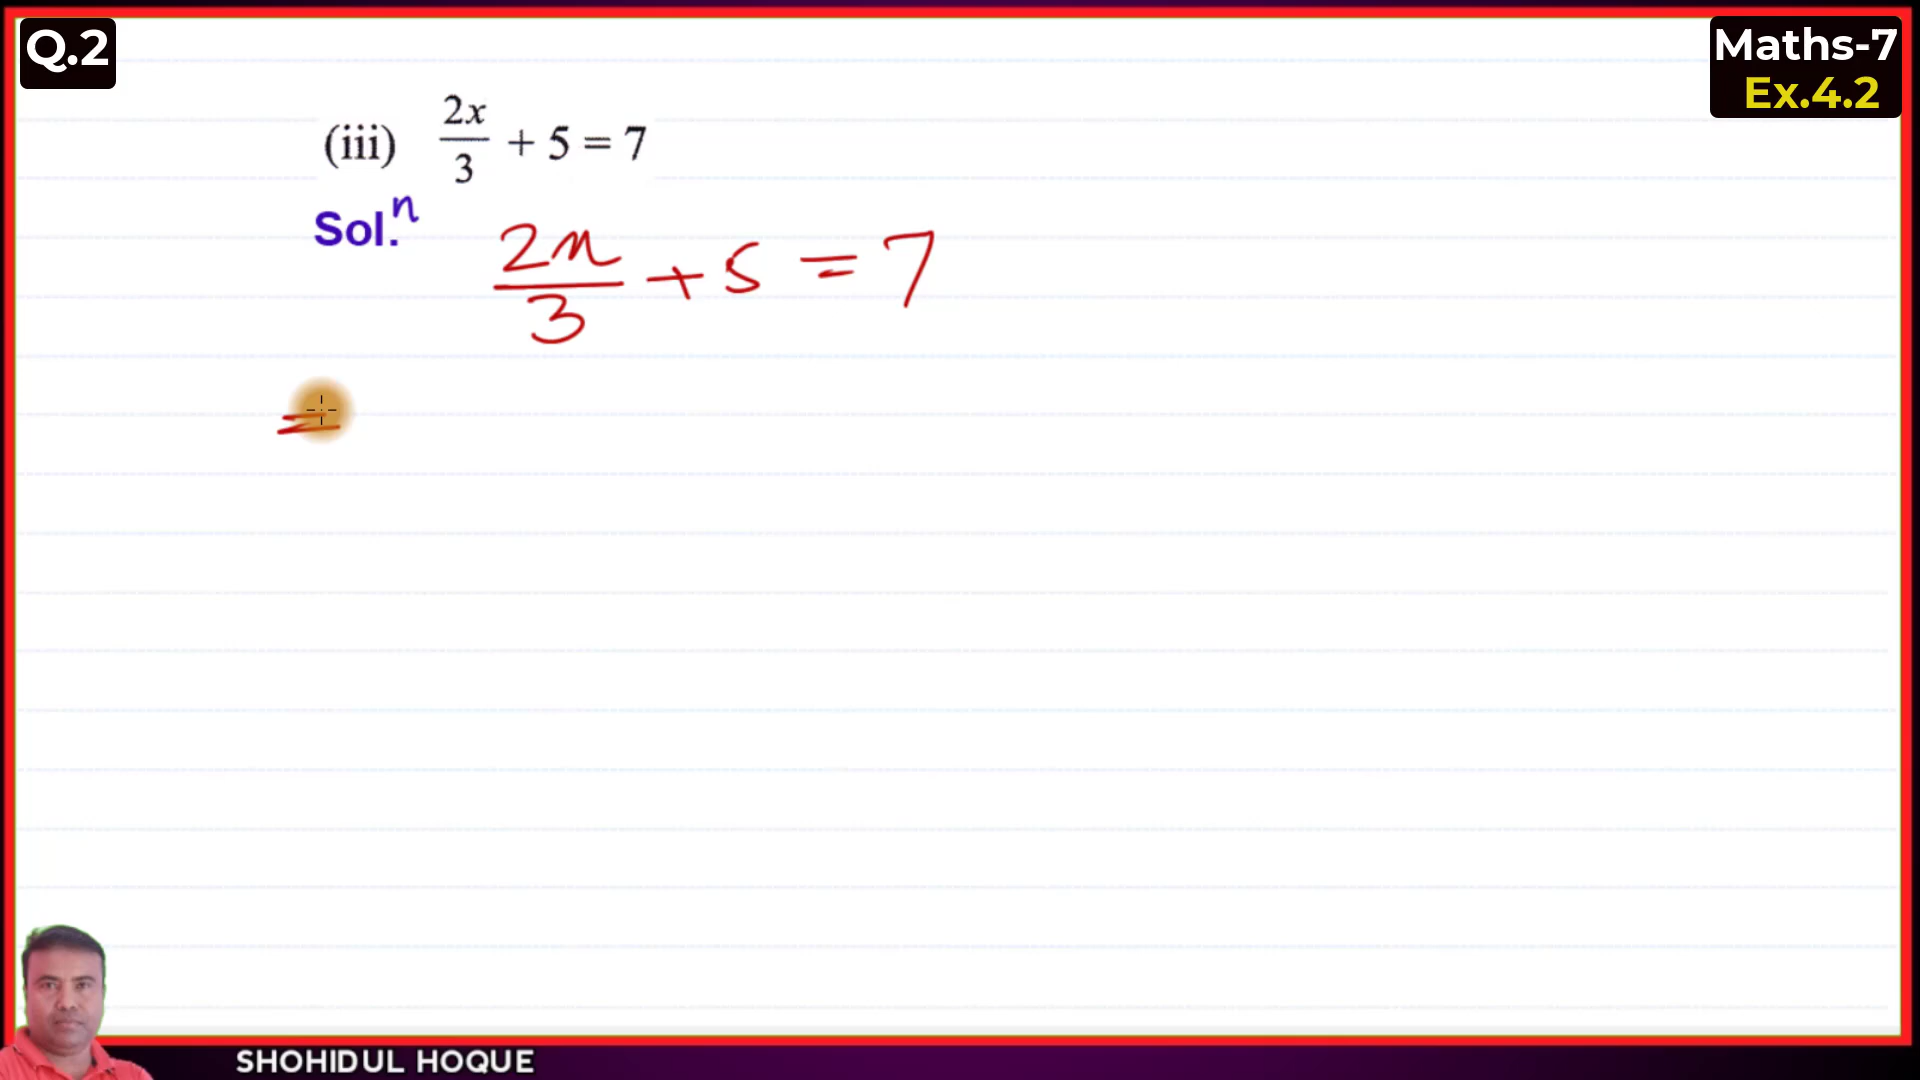 Q.2
Maths-7
Ex.4.2
(iii) 2x/3 + 5 = 7
Sol.ⁿ
2x/3 + 5 = 7
=
SHOHIDUL HOQUE